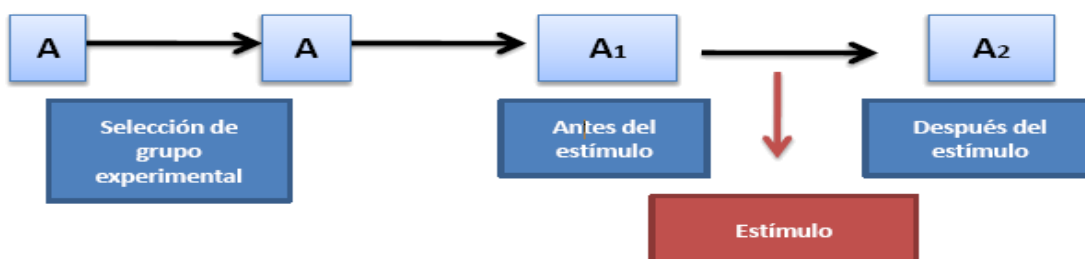 A
A
A1
A2
Selección de
grupo
experimental
Antes del
estímulo
Después del
estímulo
Estímulo